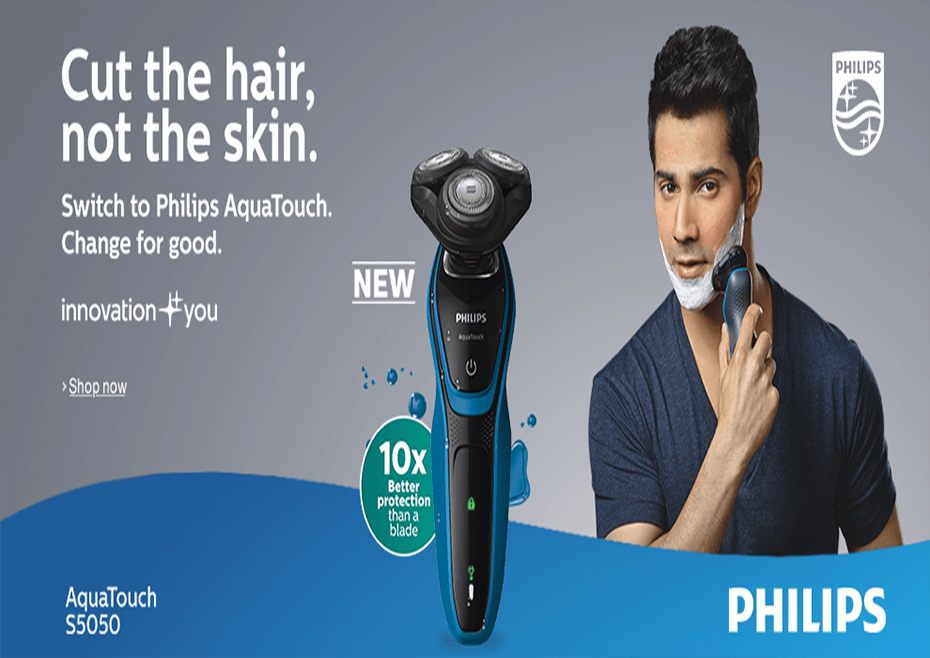 Cut the hair,
not the skin.
Switch to Philips AquaTouch.
Change for good.
innovation you
› Shop now
NEW
PHILIPS
AquaTouch
10x
Better
protection
than a
blade
PHILIPS
AquaTouch
S5050
PHILIPS